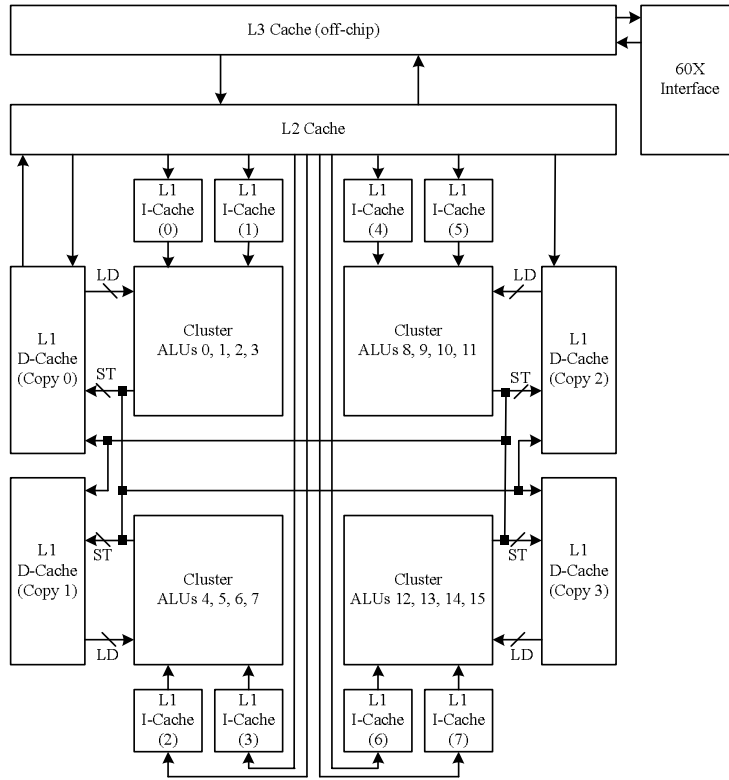 L3 Cache (off-chip)
60X
Interface
L2 Cache
L1
I-Cache
(0)
L1
I-Cache
(1)
L1
I-Cache
(4)
L1
I-Cache
(5)
LD
LD
L1
D-Cache
(Copy 0)
Cluster
ALUs 0, 1, 2, 3
Cluster
ALUs 8, 9, 10, 11
L1
D-Cache
(Copy 2)
ST
ST
L1
D-Cache
(Copy 1)
ST
Cluster
ALUs 4, 5, 6, 7
Cluster
ALUs 12, 13, 14, 15
ST
L1
D-Cache
(Copy 3)
LD
LD
L1
I-Cache
(2)
L1
I-Cache
(3)
L1
I-Cache
(6)
L1
I-Cache
(7)